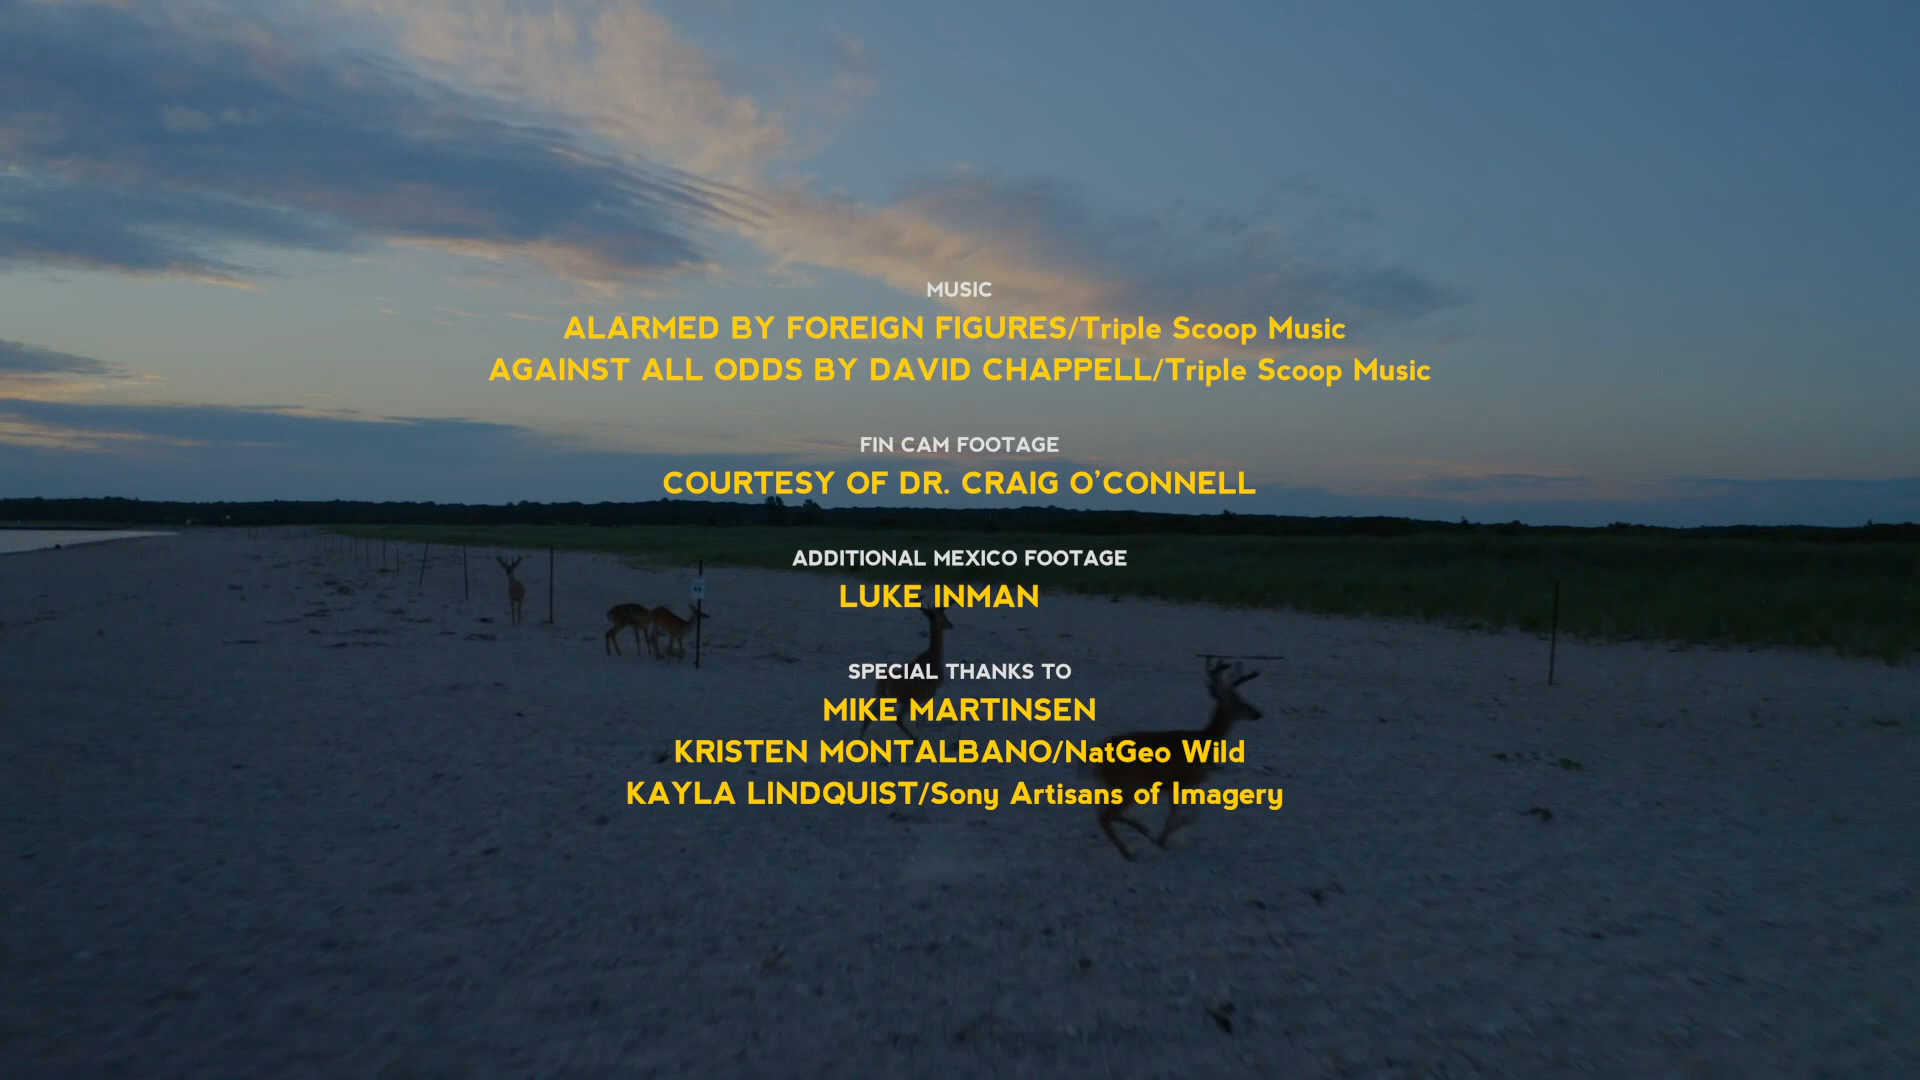 MUSIC
ALARMED BY FOREIGN FIGURES/Triple Scoop Music
AGAINST ALL ODDS BY DAVID CHAPPELL/Triple Scoop Music
FIN CAM FOOTAGE
COURTESY OF DR. CRAIG O'CONNELL
ADDITIONAL MEXICO FOOTAGE
LUKE INMAN
SPECIAL THANKS TO
MIKE MARTINSEN
KRISTEN MONTALBANO/NatGeo Wild
KAYLA LINDQUIST/Sony Artisans of Imagery